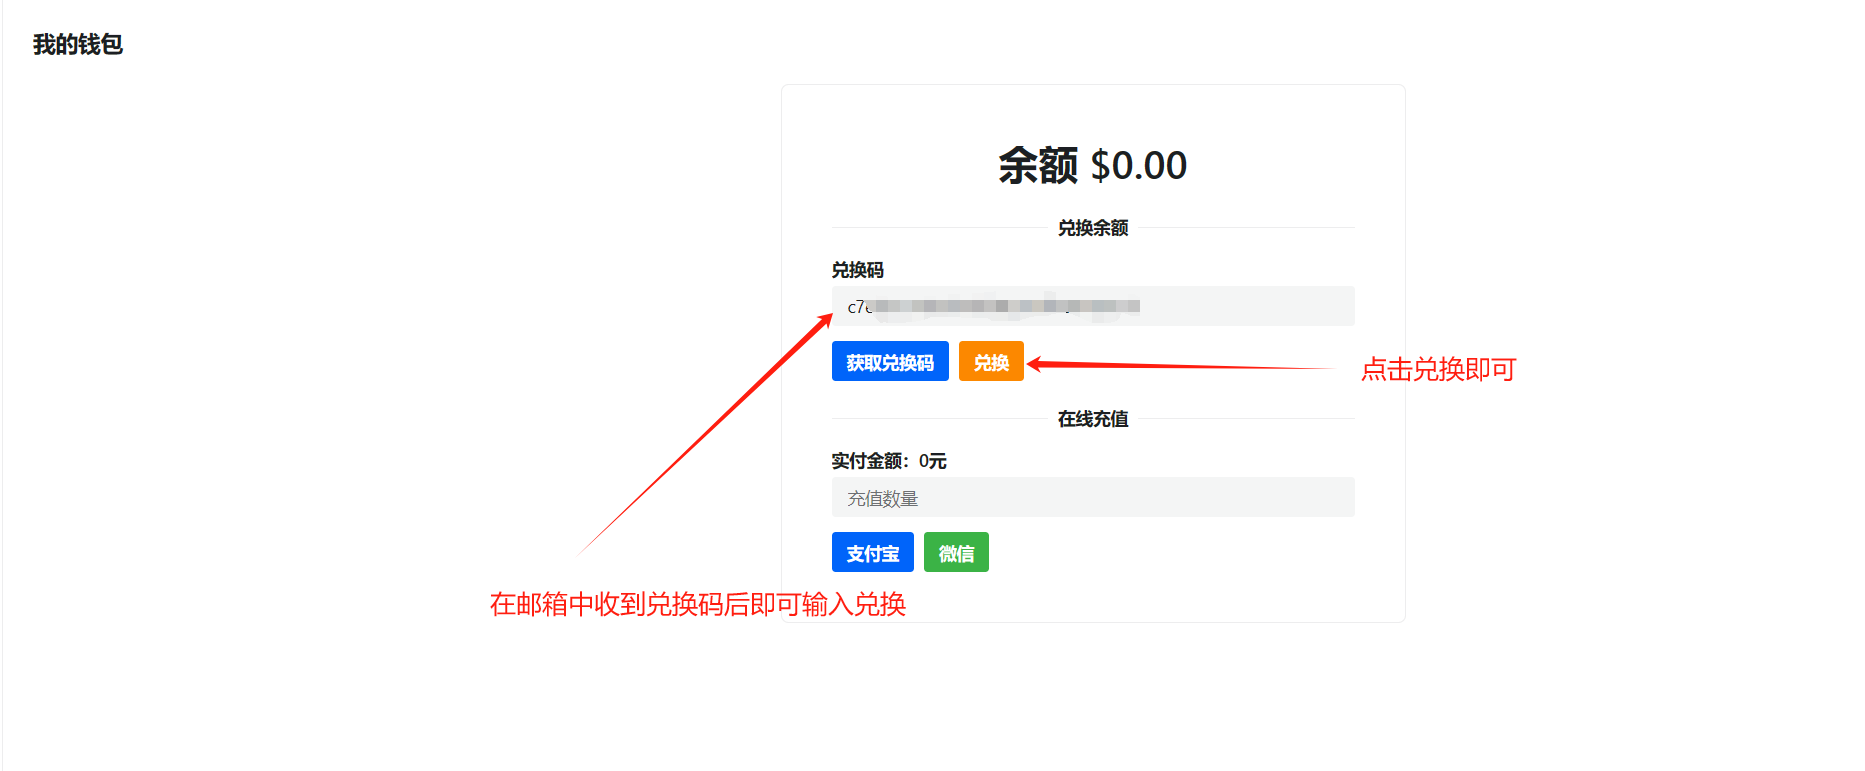 我的钱包
余额 $0.00
兑换余额
兑换码
c7
获取兑换码 兑换
点击兑换即可
在线充值
实付金额：0元
充值数量
支付宝 微信
在邮箱中收到兑换码后即可输入兑换